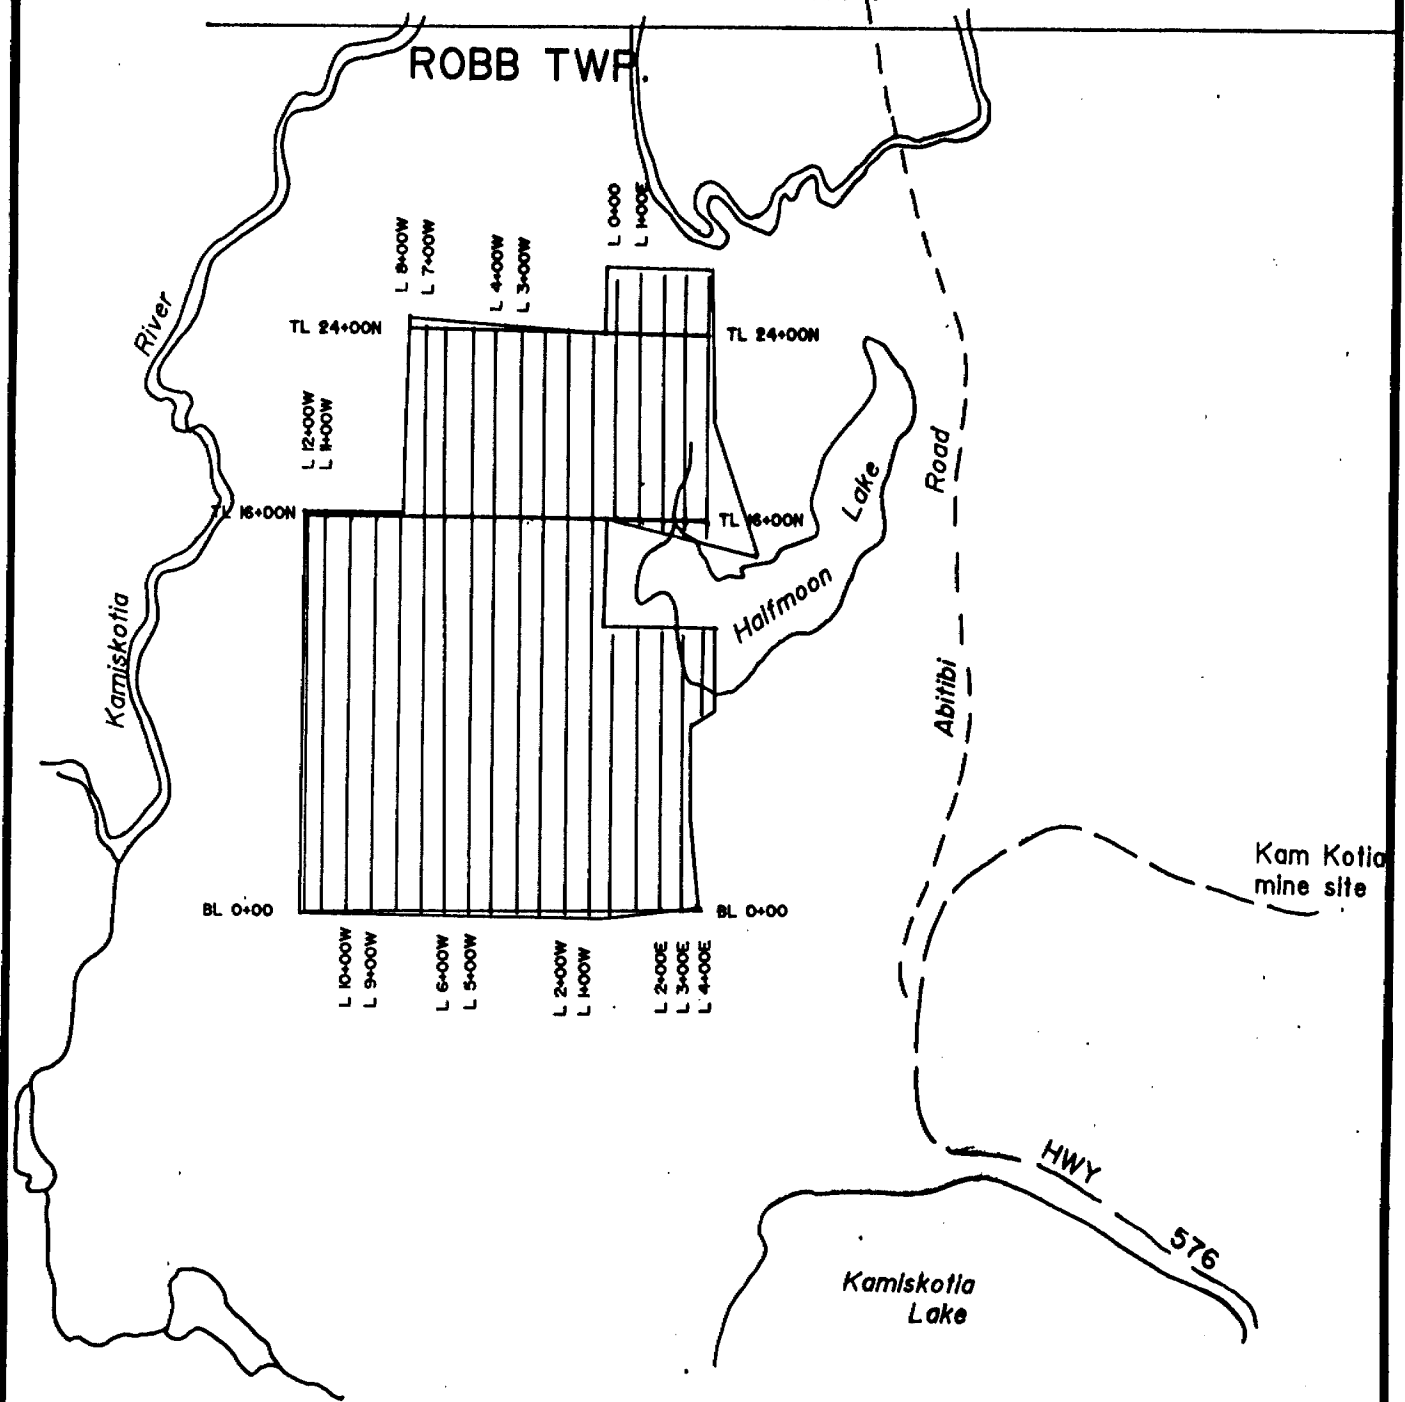 ROBB TWP.
L 0+00
L 1+00E
L 8+00W
L 7+00W
L 4+00W
L 3+00W
River
TL 24+00N
TL 24+00N
L 12+00W
L 11+00W
Lake
Road
TL 16+00N
TL 16+00N
Halfmoon
Kamiskotia
Abitibi
Kam Kotia
mine site
BL 0+00
BL 0+00
L 10+00W
L 9+00W
L 6+00W
L 5+00W
L 2+00W
L 1+00W
L 2+00E
L 3+00E
L 4+00E
HWY
576
Kamiskotia
Lake